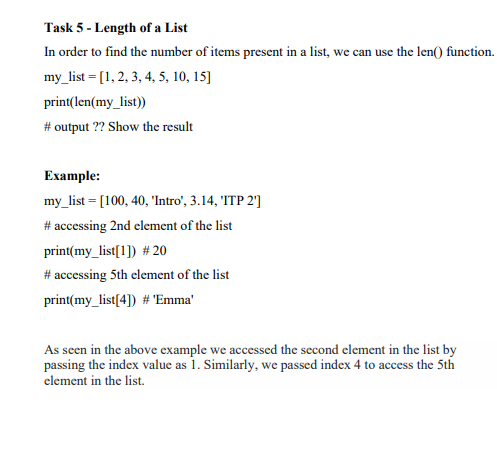 Task 5 - Length of a List
In order to find the number of items present in a list, we can use the len() function.
my_list = [1, 2, 3, 4, 5, 10, 15]
print(len(my_list))
# output ?? Show the result
Example:
my_list = [100, 40, 'Intro', 3.14, 'ITP 2']
# accessing 2nd element of the list
print(my_list[1]) # 20
# accessing 5th element of the list
print(my_list[4]) # 'Emma'
As seen in the above example we accessed the second element in the list by
passing the index value as 1. Similarly, we passed index 4 to access the 5th
element in the list.